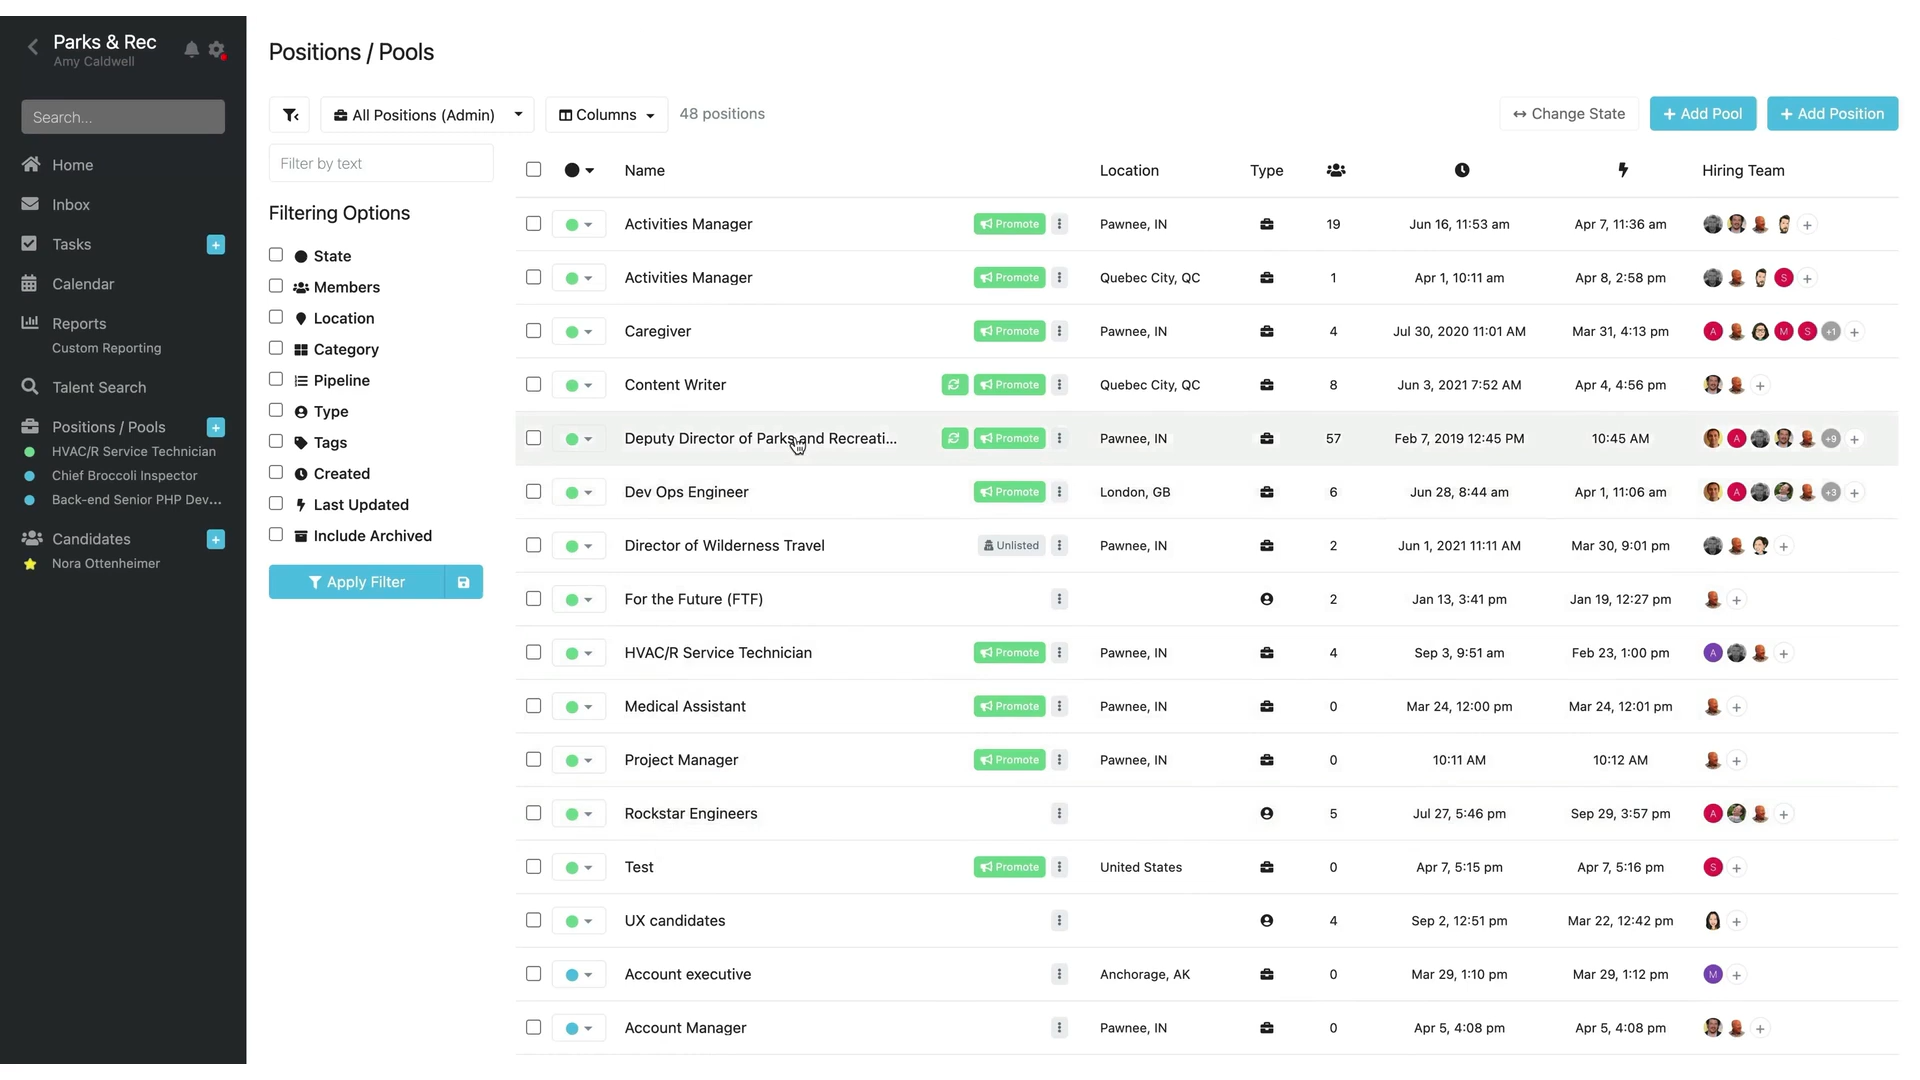 Parks & Rec
Amy Caldwell
Search...
Home
Inbox
Tasks
Calendar
Reports
Custom Reporting
Talent Search
Positions / Pools
HVAC/R Service Technician
Chief Broccoli Inspector
Back-end Senior PHP Dev...
Candidates
Nora Ottenheimer
Positions / Pools
All Positions (Admin) Columns 48 positions Change State + Add Pool + Add Position
Filter by text
Filtering Options
State
Members
Location
Category
Pipeline
Type
Tags
Created
Last Updated
Include Archived
Apply Filter
Name Location Type Hiring Team
Activities Manager Promote Pawnee, IN 19 Jun 16, 11:53 am Apr 7, 11:36 am +
Activities Manager Promote Quebec City, QC 1 Apr 1, 10:11 am Apr 8, 2:58 pm S +
Caregiver Promote Pawnee, IN 4 Jul 30, 2020 11:01 AM Mar 31, 4:13 pm A M S +1 +
Content Writer Promote Quebec City, QC 8 Jun 3, 2021 7:52 AM Apr 4, 4:56 pm +
Deputy Director of Parks and Recreati... Promote Pawnee, IN 57 Feb 7, 2019 12:45 PM 10:45 AM A +9 +
Dev Ops Engineer Promote London, GB 6 Jun 28, 8:44 am Apr 1, 11:06 am A +3 +
Director of Wilderness Travel Unlisted Pawnee, IN 2 Jun 1, 2021 11:11 AM Mar 30, 9:01 pm +
For the Future (FTF) 2 Jan 13, 3:41 pm Jan 19, 12:27 pm +
HVAC/R Service Technician Promote Pawnee, IN 4 Sep 3, 9:51 am Feb 23, 1:00 pm A +
Medical Assistant Promote Pawnee, IN 0 Mar 24, 12:00 pm Mar 24, 12:01 pm +
Project Manager Promote Pawnee, IN 0 10:11 AM 10:12 AM +
Rockstar Engineers 5 Jul 27, 5:46 pm Sep 29, 3:57 pm A +
Test Promote United States 0 Apr 7, 5:15 pm Apr 7, 5:16 pm S +
UX candidates 4 Sep 2, 12:51 pm Mar 22, 12:42 pm +
Account executive Anchorage, AK 0 Mar 29, 1:10 pm Mar 29, 1:12 pm M +
Account Manager Pawnee, IN 0 Apr 5, 4:08 pm Apr 5, 4:08 pm +